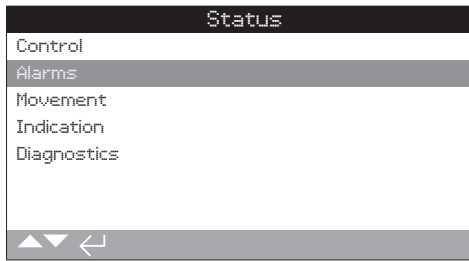 Status
Control
Alarms
Movement
Indication
Diagnostics